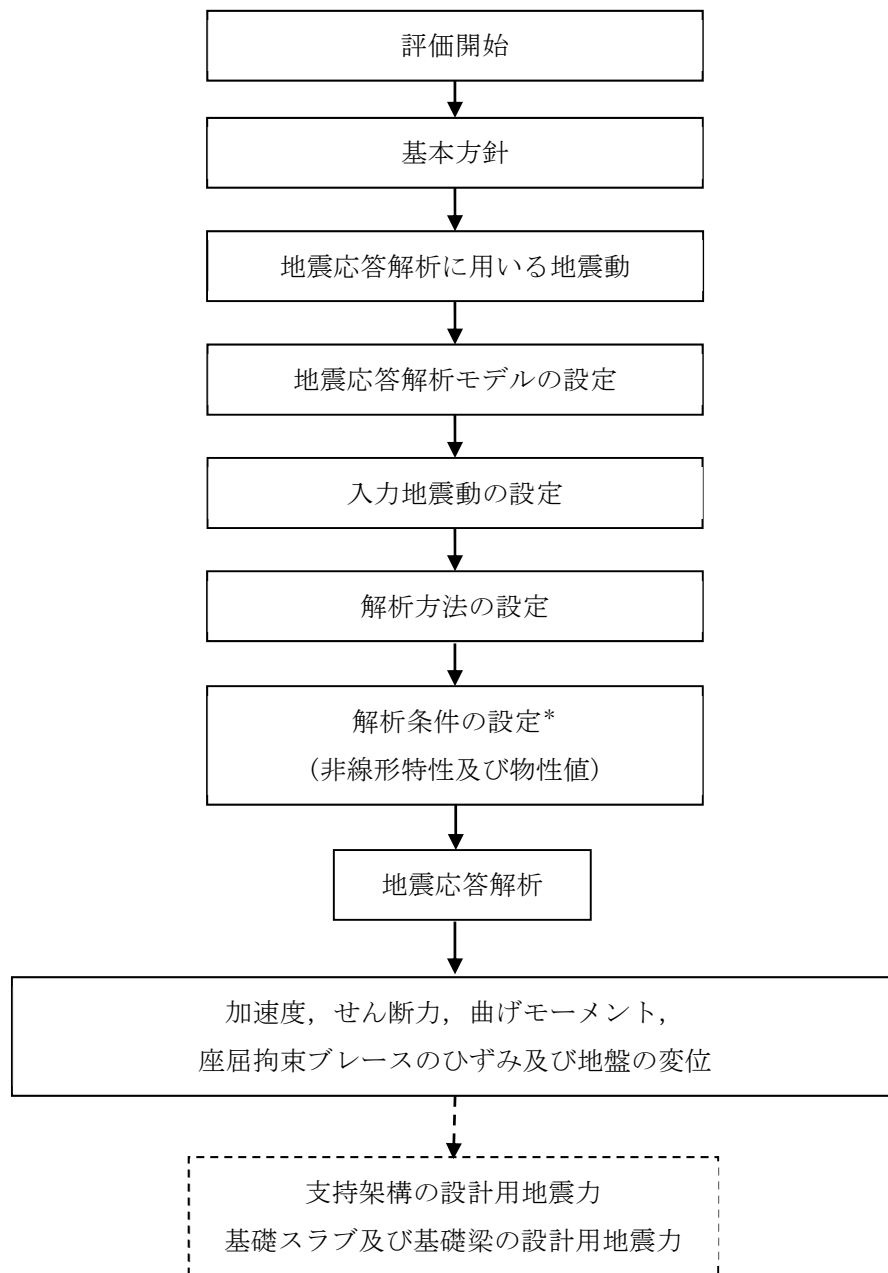 評価開始
基本方針
地震応答解析に用いる地震動
地震応答解析モデルの設定
入力地震動の設定
解析方法の設定
解析条件の設定*
(非線形特性及び物性値)
地震応答解析
加速度，せん断力，曲げモーメント，
座屈拘束ブレースのひずみ及び地盤の変位
支持架構の設計用地震力
基礎スラブ及び基礎梁の設計用地震力